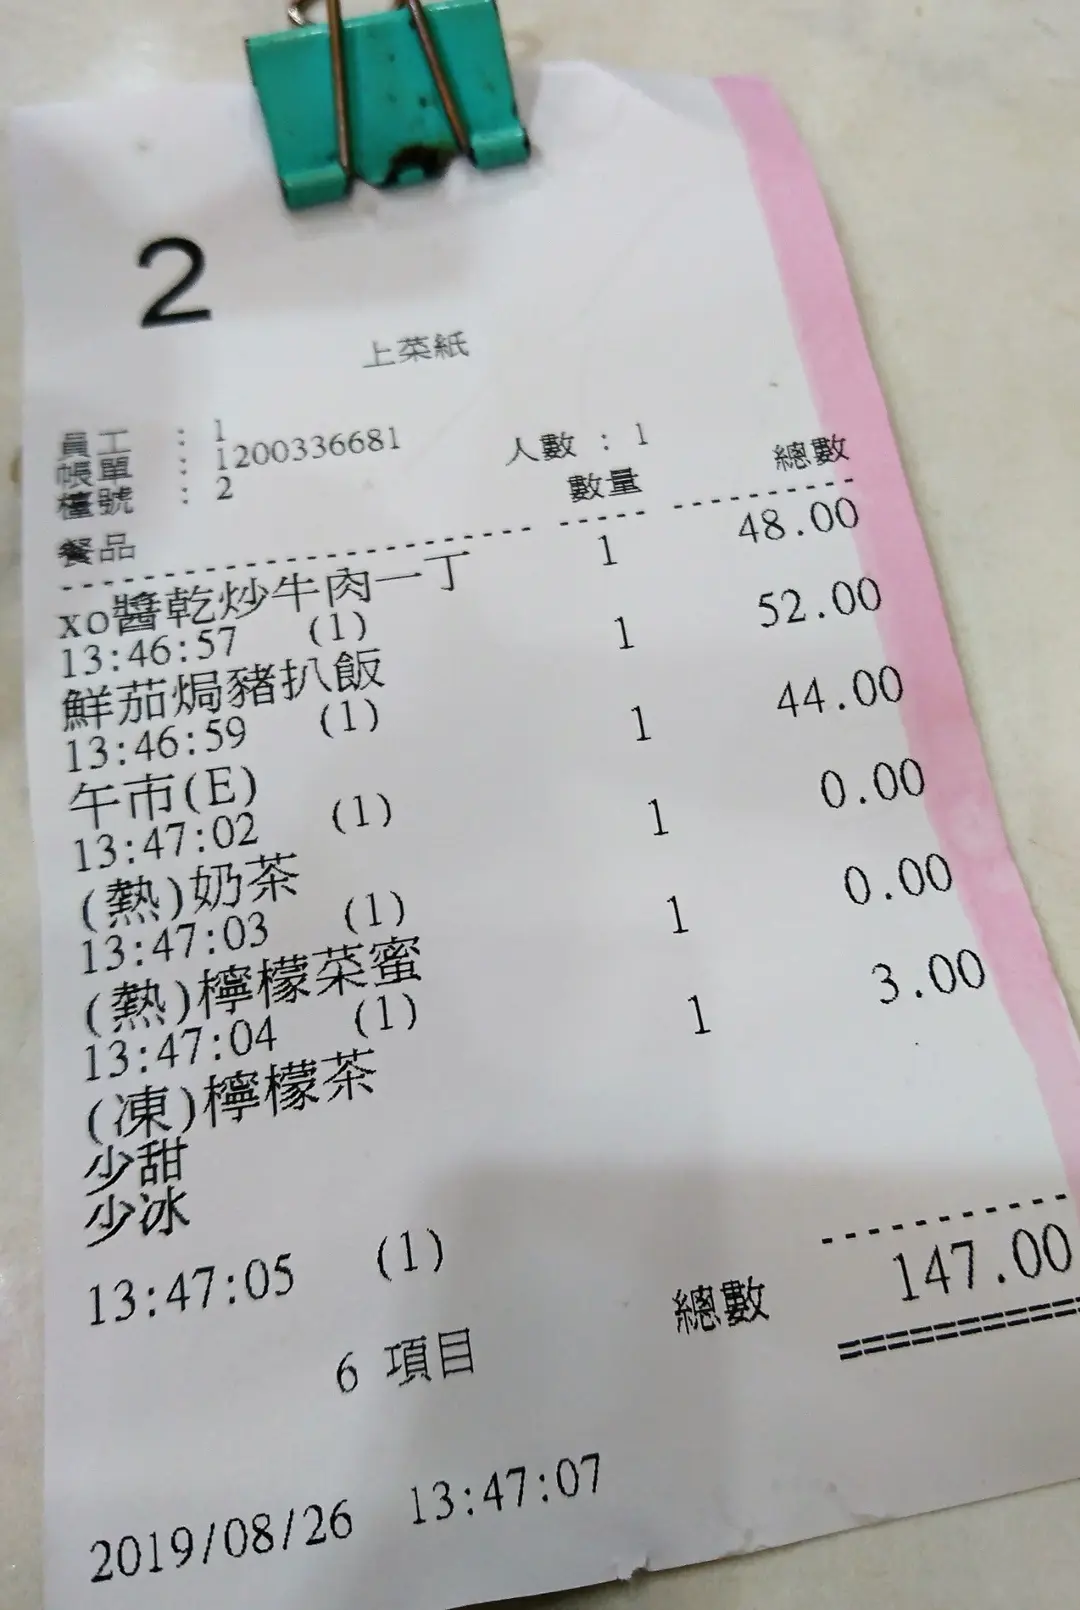 2
上菜紙
員工 : 1
帳單 : 1200336681 人數 : 1
檯號 : 2
餐品 數量 總數
xo醬乾炒牛肉一丁 1 48.00
13:46:57 (1)
鮮茄焗豬扒飯 1 52.00
13:46:59 (1)
午市(E) 1 44.00
13:47:02 (1)
(熱)奶茶 1 0.00
13:47:03 (1)
(熱)檸檬菜蜜 1 0.00
13:47:04 (1)
(凍)檸檬茶 1 3.00
少甜
少冰
13:47:05 (1)
6 項目 總數 147.00
2019/08/26 13:47:07